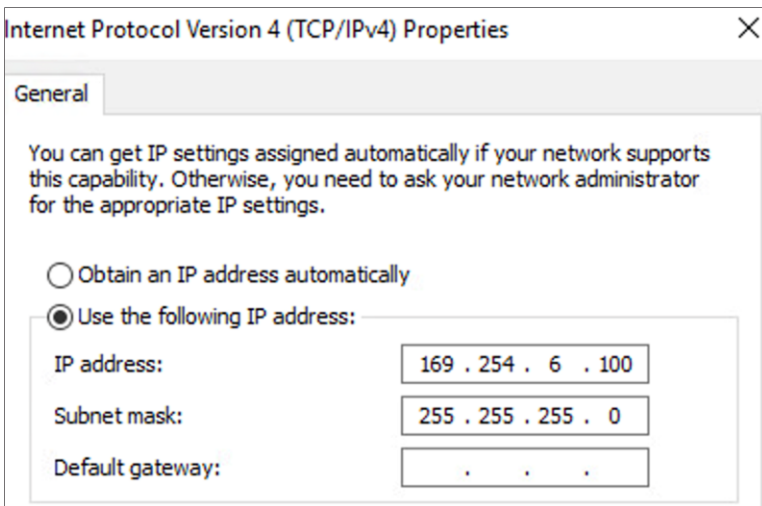 Internet Protocol Version 4 (TCP/IPv4) Properties
General
You can get IP settings assigned automatically if your network supports
this capability. Otherwise, you need to ask your network administrator
for the appropriate IP settings.
Obtain an IP address automatically
Use the following IP address:
IP address: 169 . 254 . 6 . 100
Subnet mask: 255 . 255 . 255 . 0
Default gateway: . . .